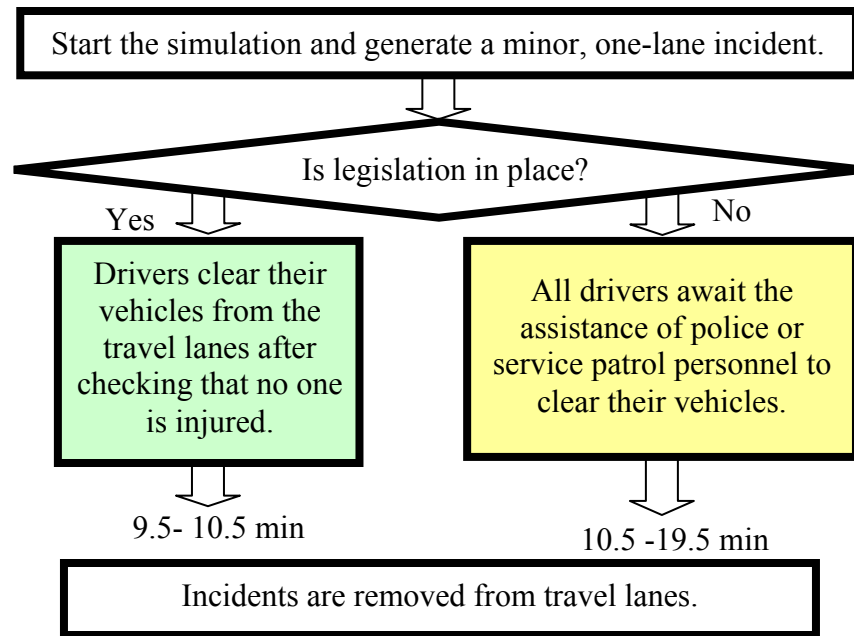 Start the simulation and generate a minor, one-lane incident.
Is legislation in place?
Yes
No
Drivers clear their
vehicles from the
travel lanes after
checking that no one
is injured.
All drivers await the
assistance of police or
service patrol personnel to
clear their vehicles.
9.5- 10.5 min
10.5 -19.5 min
Incidents are removed from travel lanes.